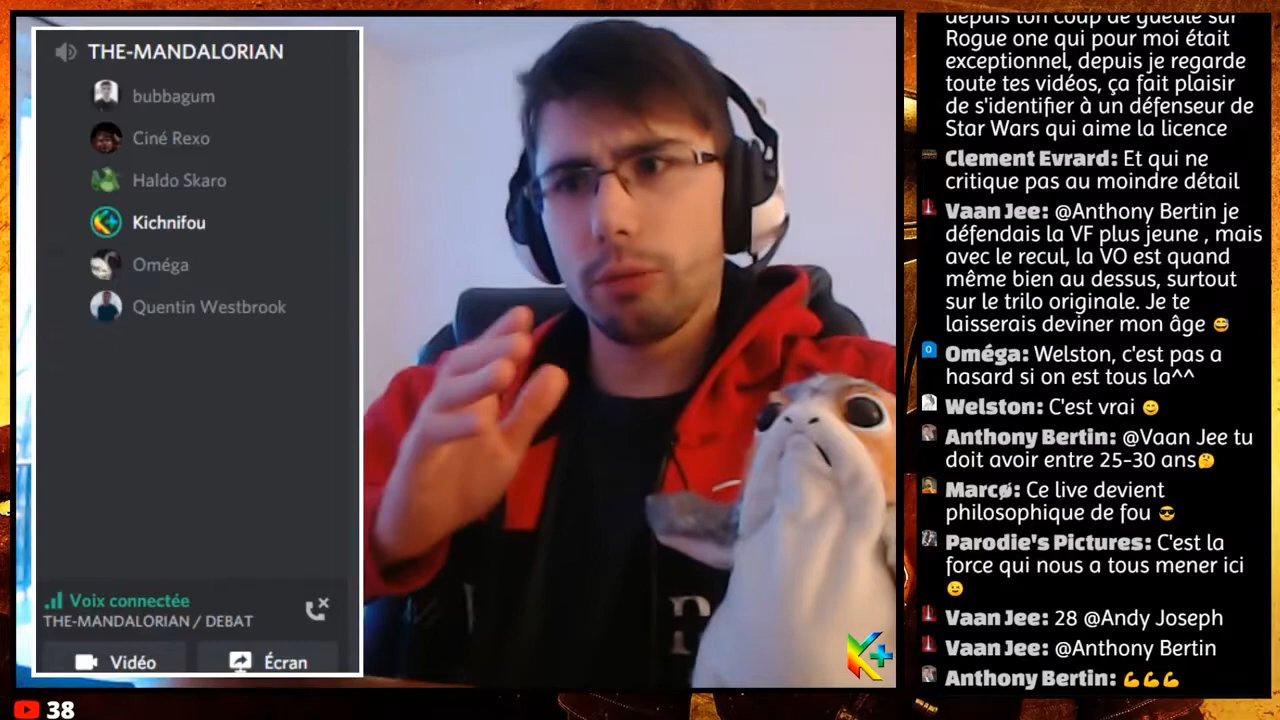 THE-MANDALORIAN
bubbagum
Ciné Rexo
Haldo Skaro
Kichnifou
Oméga
Quentin Westbrook
Voix connectée
THE-MANDALORIAN / DEBAT
Vidéo
Écran
38
K+
depuis ton coup de gueule sur
Rogue one qui pour moi était
exceptionnel, depuis je regarde
toute tes vidéos, ça fait plaisir
de s'identifier à un défenseur de
Star Wars qui aime la licence
Clement Evrard: Et qui ne
critique pas au moindre détail
Vaan Jee: @Anthony Bertin je
défendais la VF plus jeune , mais
avec le recul, la VO est quand
même bien au dessus, surtout
sur le trilo originale. Je te
laisserais deviner mon âge 😅
Oméga: Welston, c'est pas a
hasard si on est tous la^^
Welston: C'est vrai 😊
Anthony Bertin: @Vaan Jee tu
doit avoir entre 25-30 ans🤔
Marcø: Ce live devient
philosophique de fou 😎
Parodie's Pictures: C'est la
force qui nous a tous mener ici
😉
Vaan Jee: 28 @Andy Joseph
Vaan Jee: @Anthony Bertin
Anthony Bertin: 💪💪💪